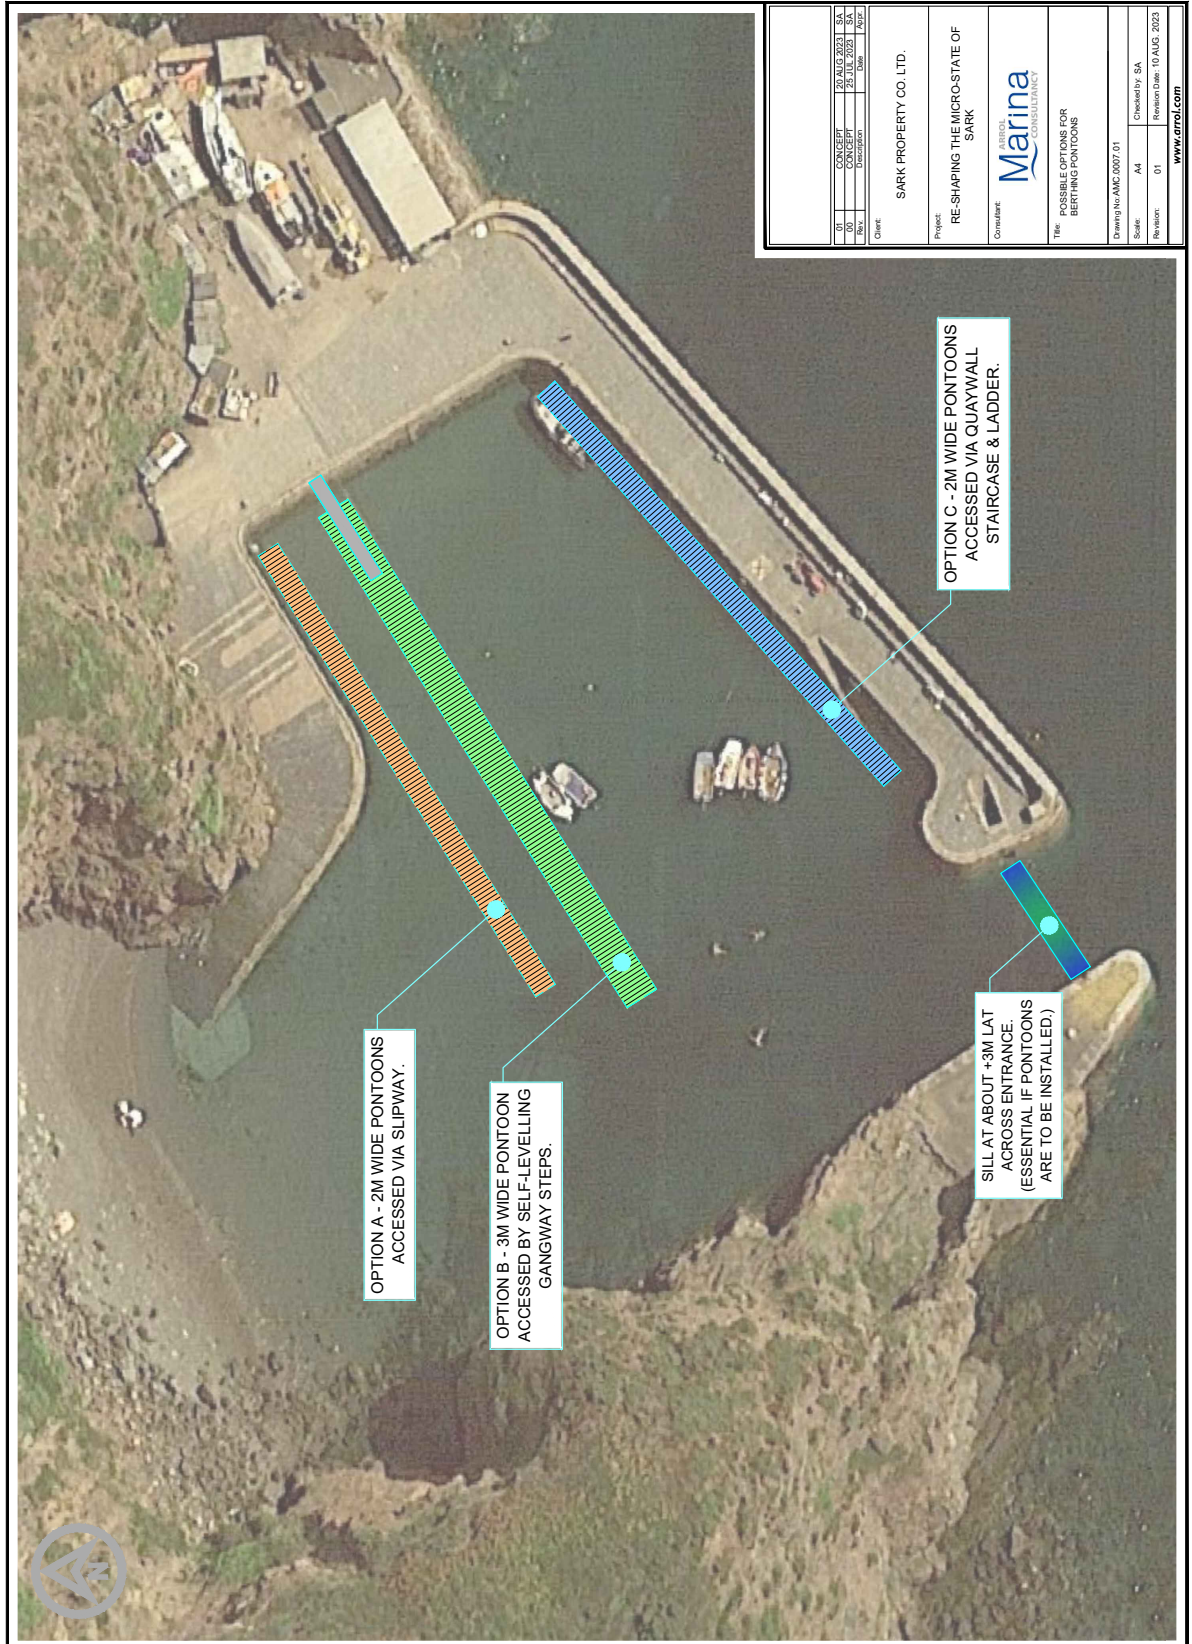 OPTION A - 2M WIDE PONTOONS
ACCESSED VIA SLIPWAY.
OPTION B - 3M WIDE PONTOON
ACCESSED BY SELF-LEVELLING
GANGWAY STEPS.
SILL AT ABOUT +3M LAT
ACROSS ENTRANCE.
(ESSENTIAL IF PONTOONS
ARE TO BE INSTALLED.)
OPTION C - 2M WIDE PONTOONS
ACCESSED VIA QUAYWALL
STAIRCASE & LADDER.
N
01 CONCEPT 20 AUG 2023 SA
00 CONCEPT 25 JUL 2023 SA
Rev. Description Date Appr.
Client:
SARK PROPERTY CO. LTD.
Project:
RE-SHAPING THE MICRO-STATE OF
SARK
Consultant:
ARROL
Marina
CONSULTANCY
Title:
POSSIBLE OPTIONS FOR
BERTHING PONTOONS
Drawing No: AMC.0007.01
Scale: A4 Checked by: SA
Revision: 01 Revision Date: 10 AUG. 2023
www.arrol.com